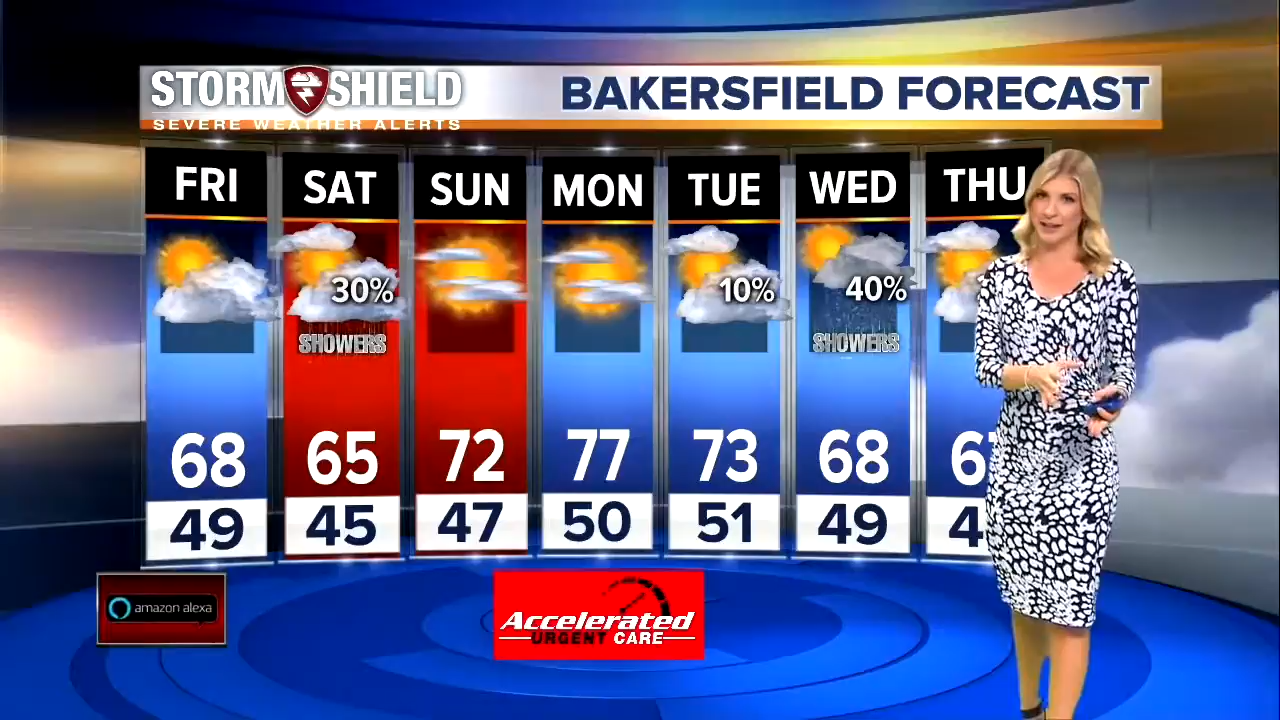 STORM SHIELD
SEVERE WEATHER ALERTS
BAKERSFIELD FORECAST
FRI SAT SUN MON TUE WED THU
30% 10% 40%
SHOWERS SHOWERS
68 65 72 77 73 68
49 45 47 50 51 49
amazon alexa
Accelerated
URGENT CARE